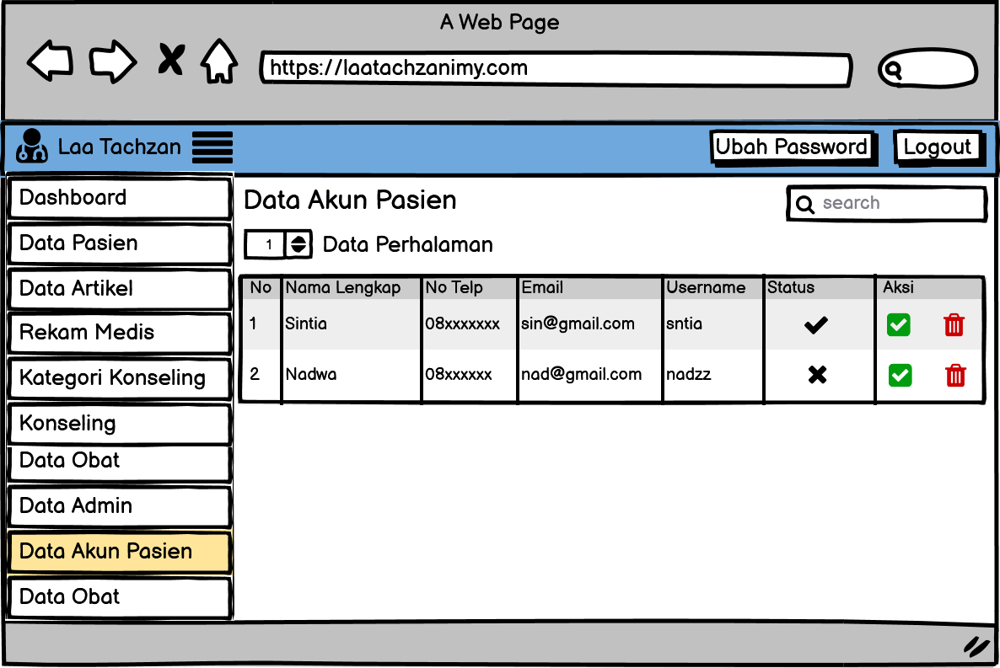 A Web Page
https://laatachzanimy.com
Laa Tachzan
Ubah Password
Logout
Dashboard
Data Pasien
Data Artikel
Rekam Medis
Kategori Konseling
Konseling
Data Obat
Data Admin
Data Akun Pasien
Data Obat
Data Akun Pasien
search
1 Data Perhalaman
No Nama Lengkap No Telp Email Username Status Aksi
1 Sintia 08xxxxxxx sin@gmail.com sntia
2 Nadwa 08xxxxxx nad@gmail.com nadzz